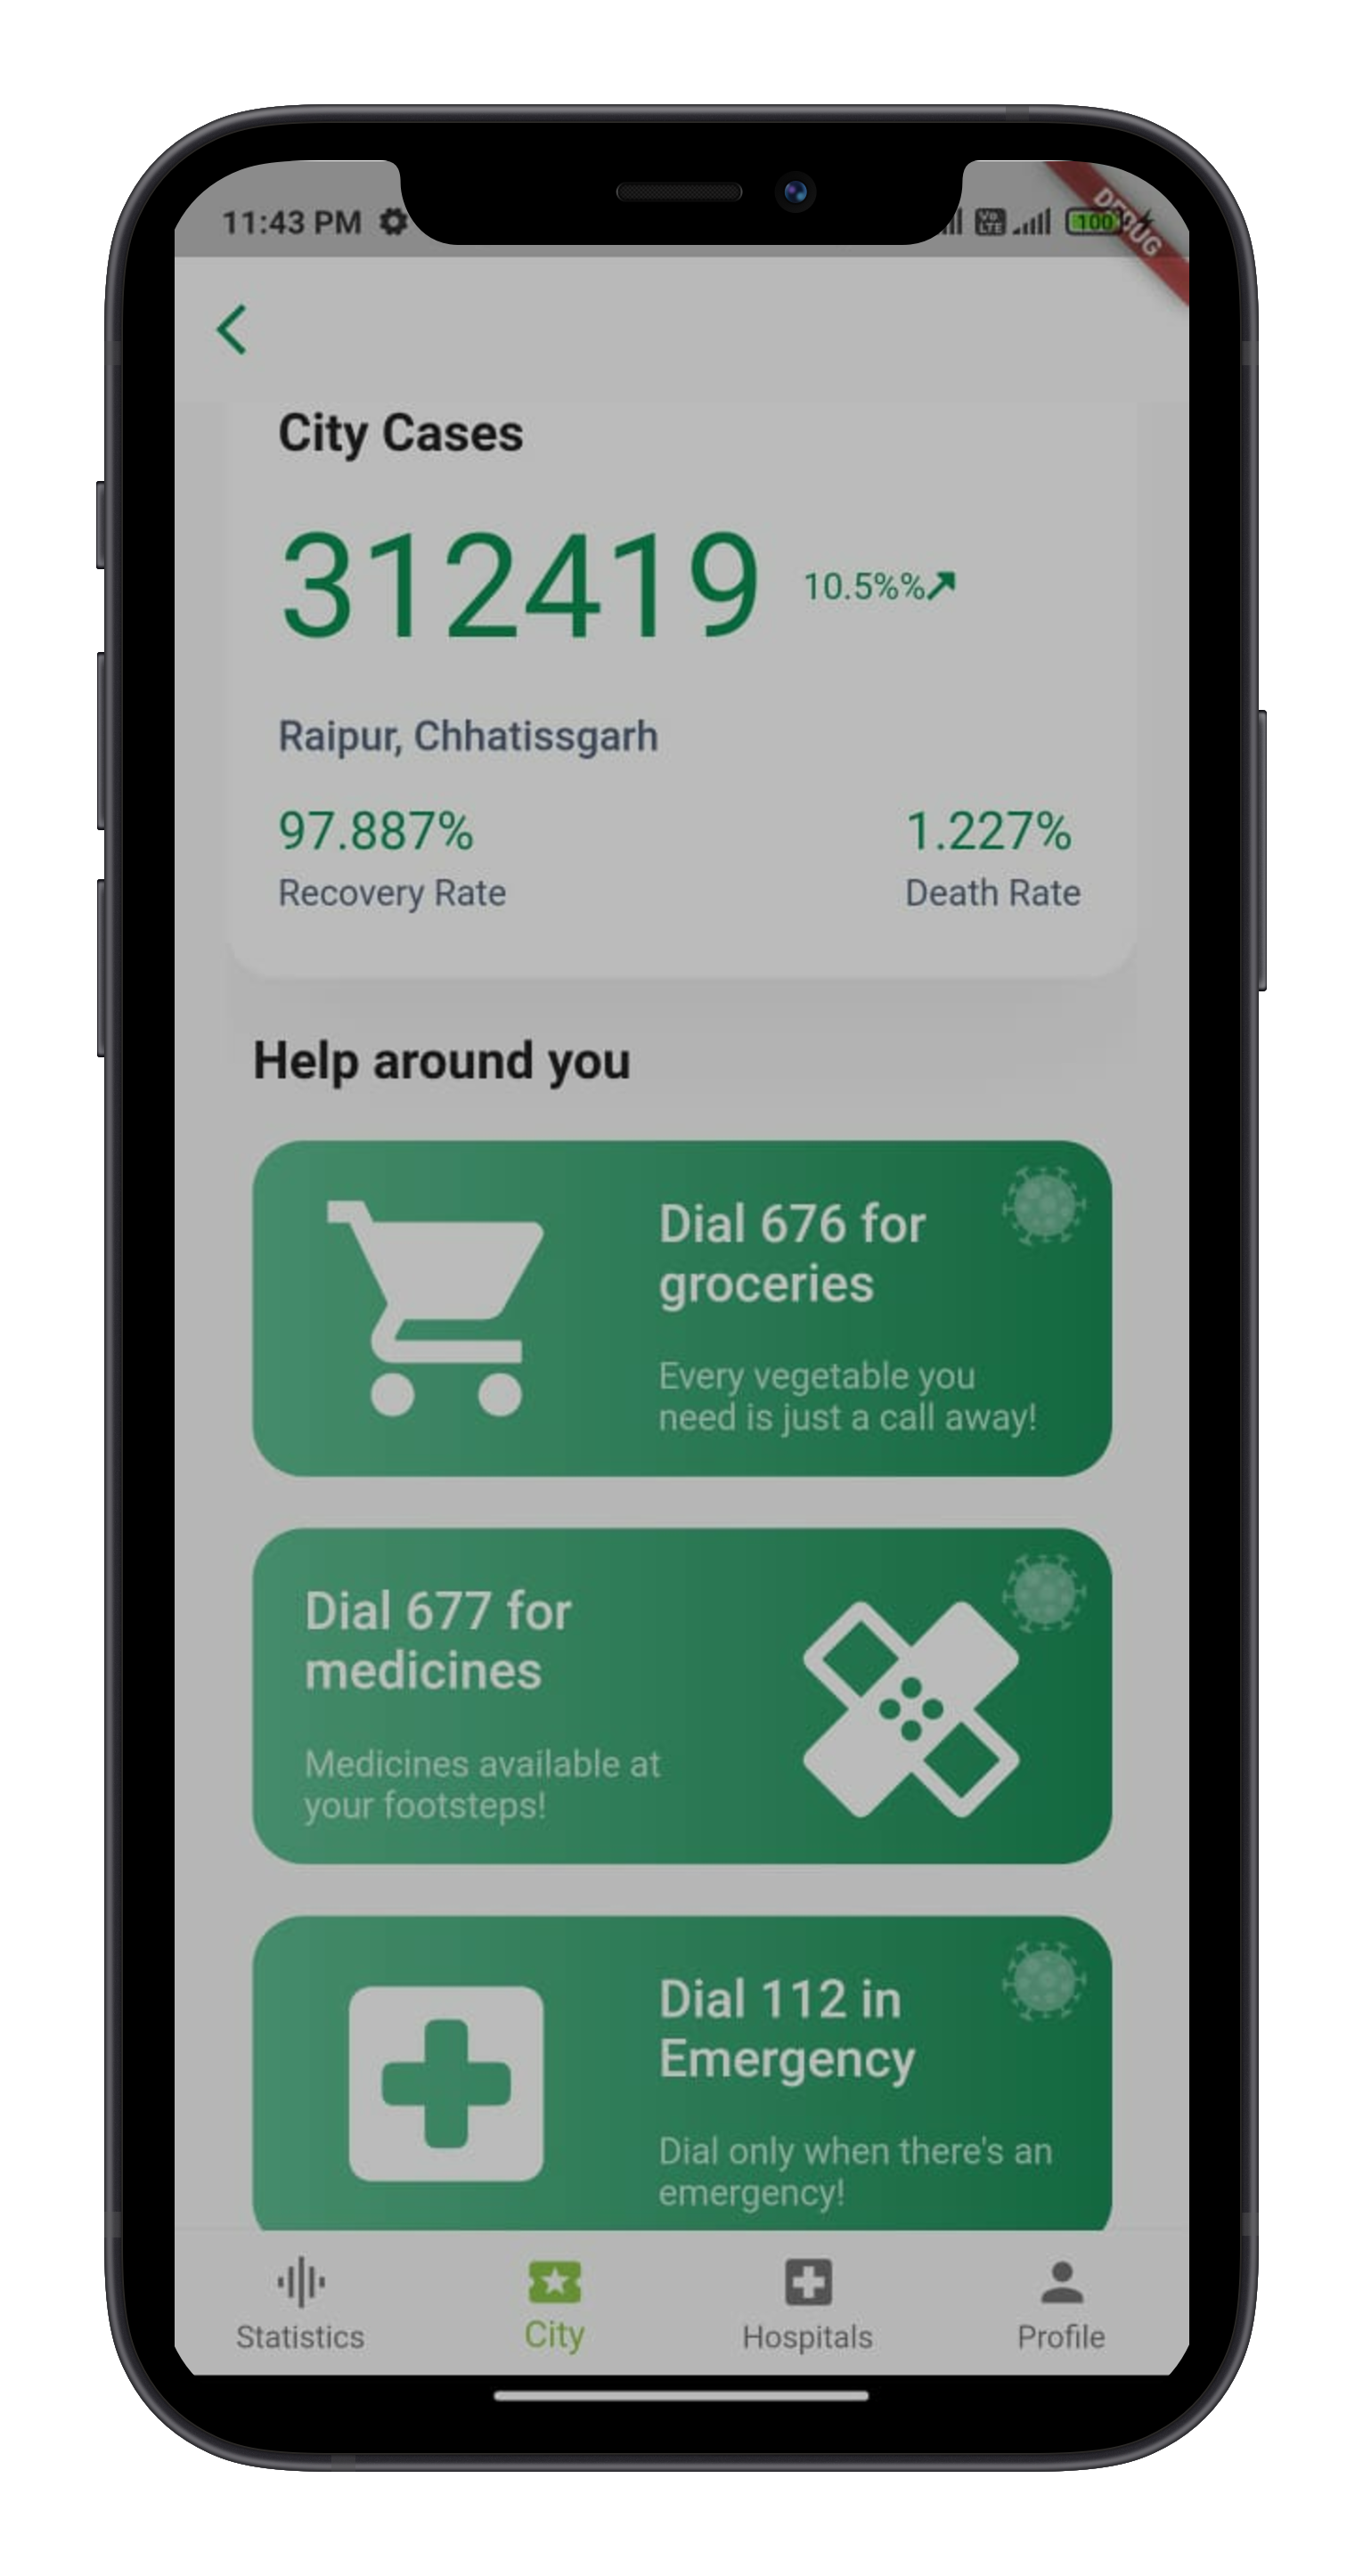 11:43 PM
Vo LTE
100
DEBUG
City Cases
312419
10.5%%
Raipur, Chhatissgarh
97.887%
1.227%
Recovery Rate
Death Rate
Help around you
Dial 676 for
groceries
Every vegetable you
need is just a call away!
Dial 677 for
medicines
Medicines available at
your footsteps!
Dial 112 in
Emergency
Dial only when there's an
emergency!
Statistics
City
Hospitals
Profile